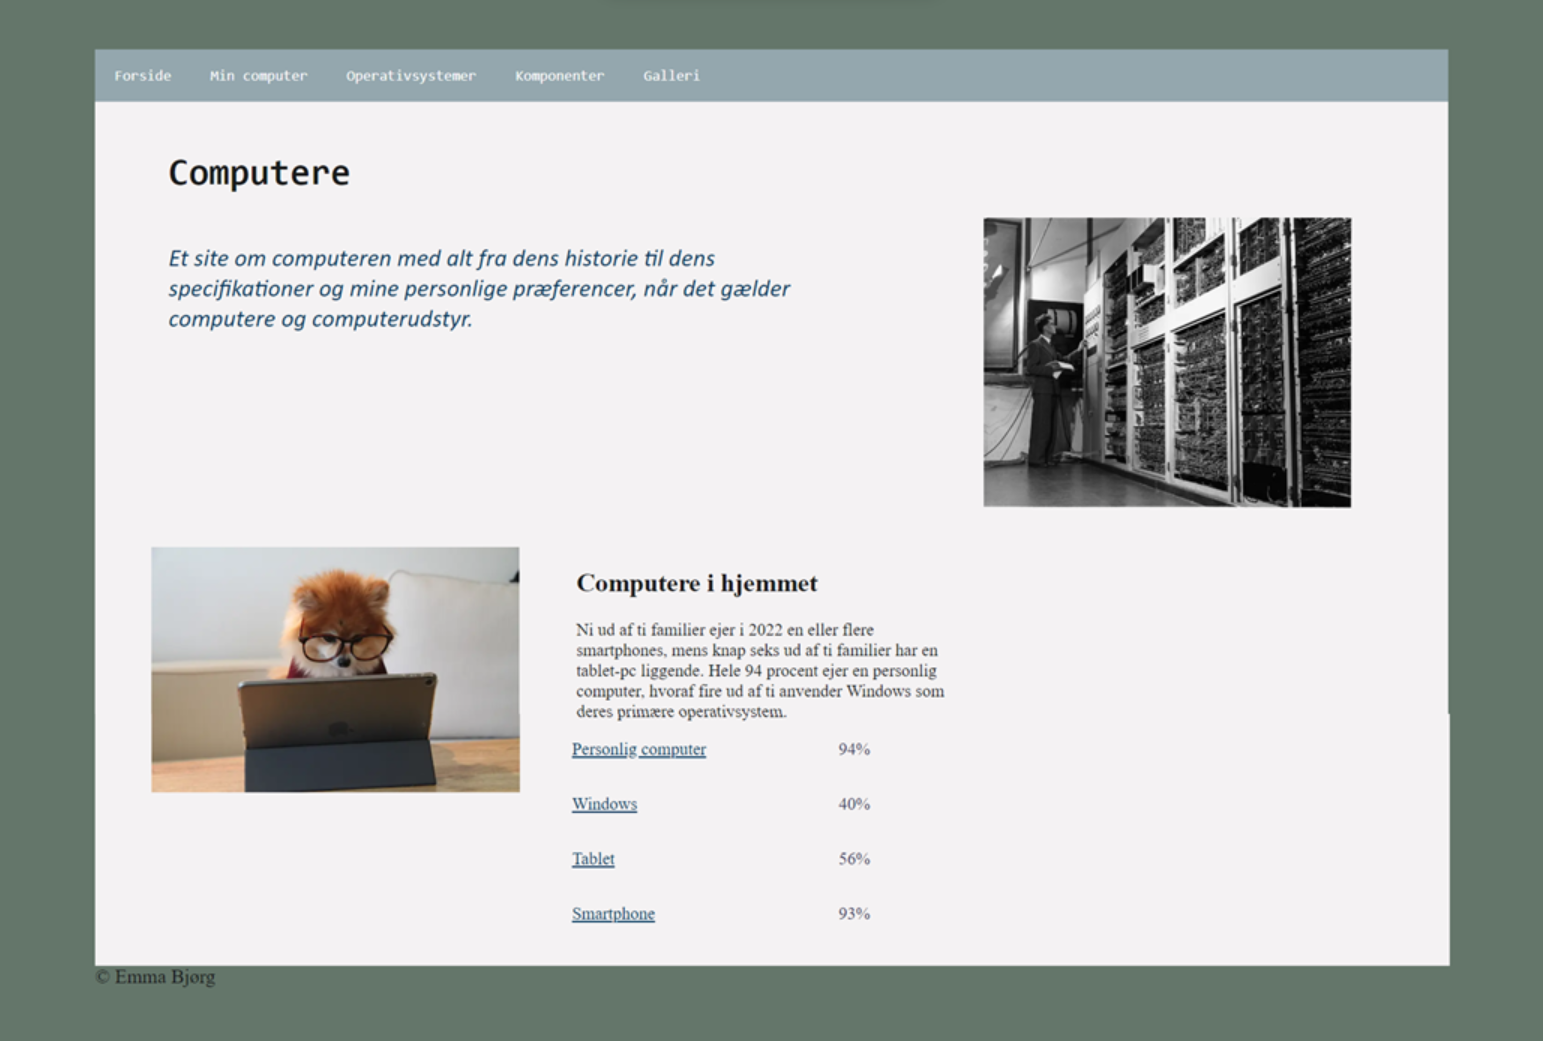 Forside Min computer Operativsystemer Komponenter Galleri
Computere
Et site om computeren med alt fra dens historie til dens
specifikationer og mine personlige præferencer, når det gælder
computere og computerudstyr.
Computere i hjemmet
Ni ud af ti familier ejer i 2022 en eller flere
smartphones, mens knap seks ud af ti familier har en
tablet-pc liggende. Hele 94 procent ejer en personlig
computer, hvoraf fire ud af ti anvender Windows som
deres primære operativsystem.
Personlig computer 94%
Windows 40%
Tablet 56%
Smartphone 93%
© Emma Bjørg